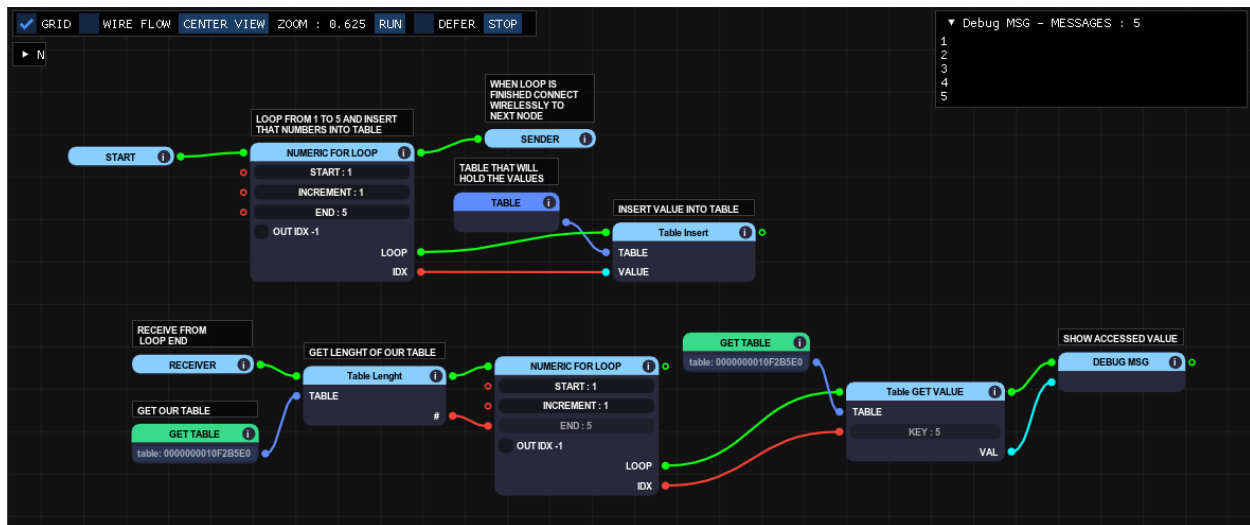 GRID WIRE FLOW CENTER VIEW ZOOM : 0.625 RUN DEFER STOP
▼ Debug MSG - MESSAGES : 5
1
2
3
4
5
► N
WHEN LOOP IS
FINISHED CONNECT
WIRELESSLY TO
NEXT NODE
SENDER i
LOOP FROM 1 TO 5 AND INSERT
THAT NUMBERS INTO TABLE
START i
NUMERIC FOR LOOP i
START : 1
INCREMENT : 1
END : 5
OUT IDX -1
LOOP
IDX
TABLE THAT WILL
HOLD THE VALUES
TABLE i
INSERT VALUE INTO TABLE
Table Insert i
TABLE
VALUE
RECEIVE FROM
LOOP END
RECEIVER i
GET OUR TABLE
GET TABLE i
table: 0000000010F2B5E0
GET LENGHT OF OUR TABLE
Table Lenght i
TABLE
#
NUMERIC FOR LOOP i
START : 1
INCREMENT : 1
END : 5
OUT IDX -1
LOOP
IDX
GET TABLE i
table: 0000000010F2B5E0
Table GET VALUE i
TABLE
KEY : 5
VAL
SHOW ACCESSED VALUE
DEBUG MSG i